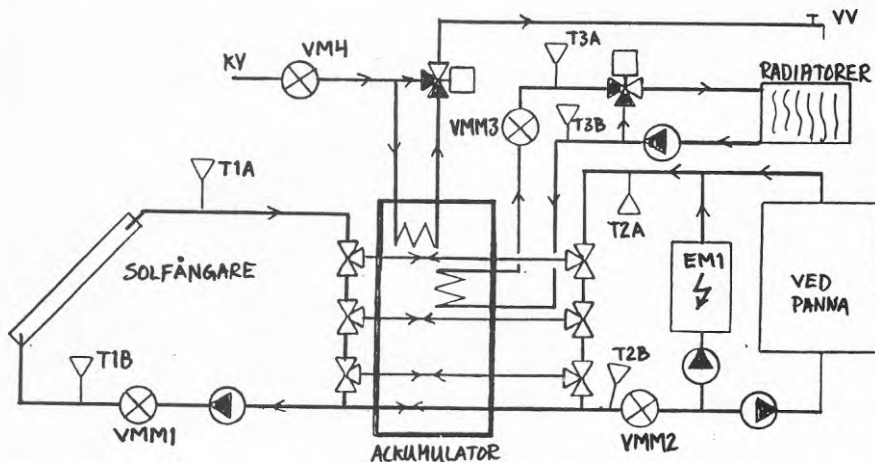 VV
T3A
VM4
KV
RADIATORER
VMM3
T3B
T1A
T2A
SOLFÅNGARE
EM1
VED
PANNA
T1B
T2B
VMM1
VMM2
ACKUMULATOR